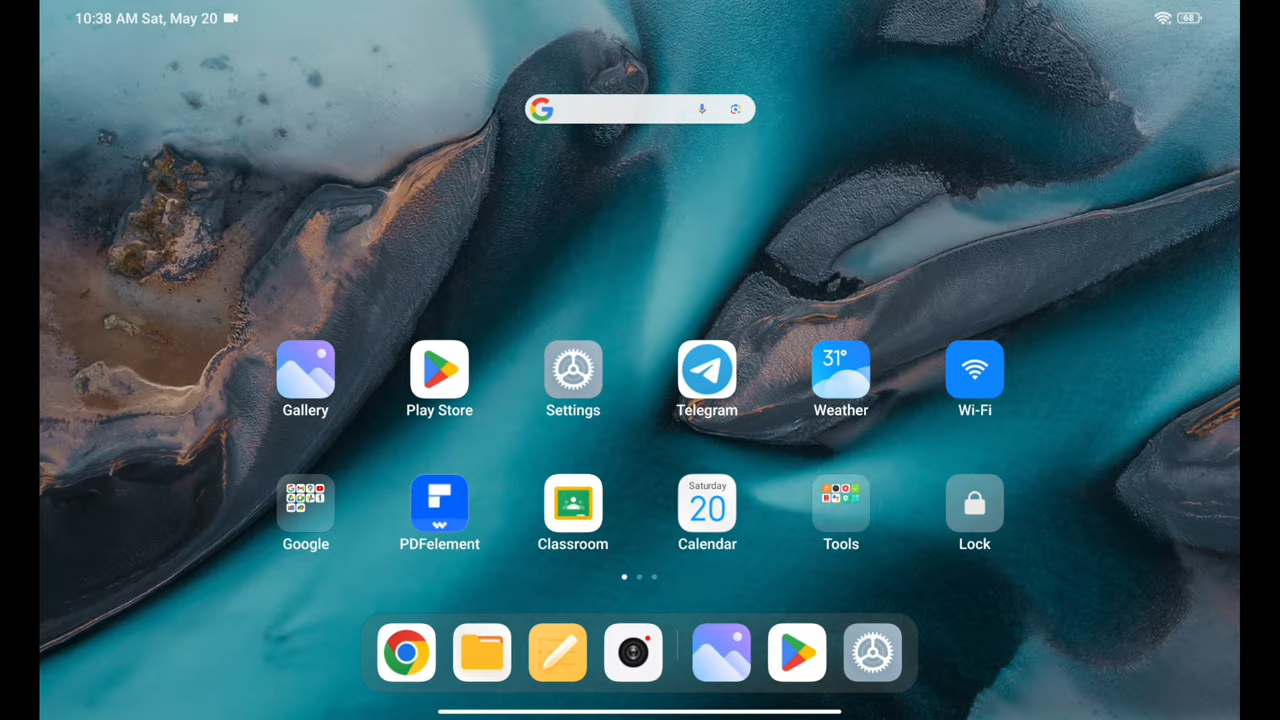 10:38 AM Sat, May 20
68
31°
Gallery
Play Store
Settings
Telegram
Weather
Wi-Fi
Saturday
20
Google
PDFelement
Classroom
Calendar
Tools
Lock